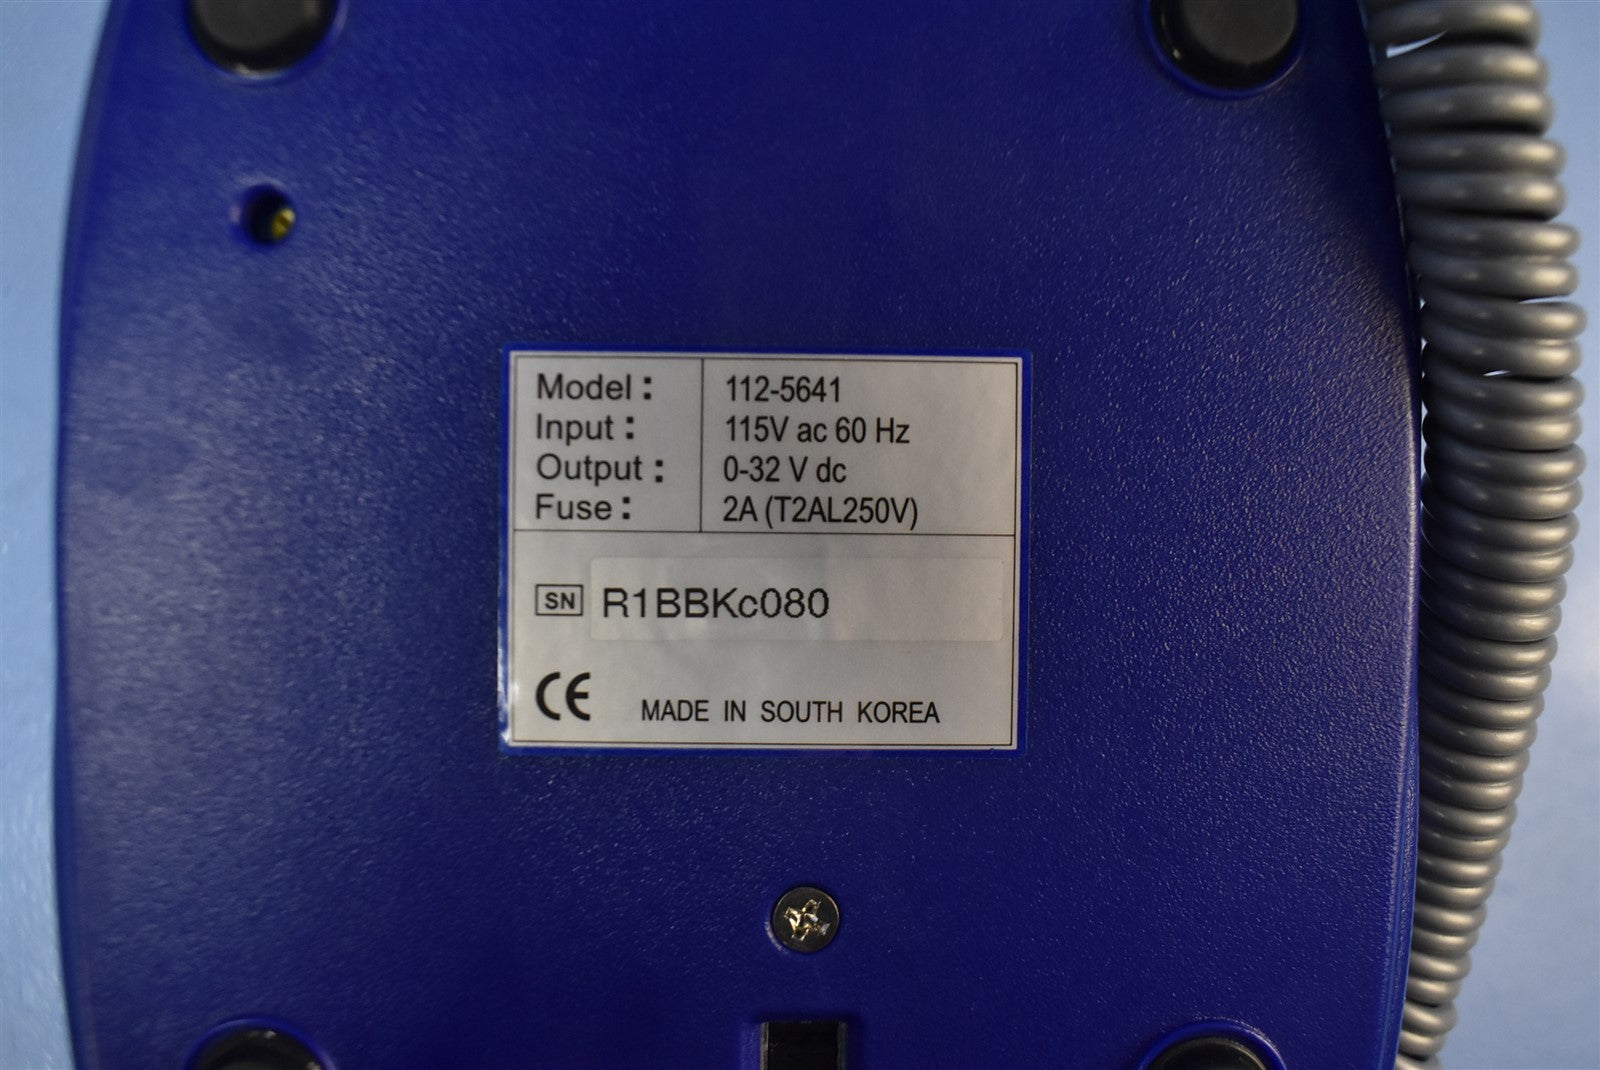 Model : 112-5641
Input : 115V ac 60 Hz
Output : 0-32 V dc
Fuse : 2A (T2AL250V)
SN R1BBKc080
CE MADE IN SOUTH KOREA